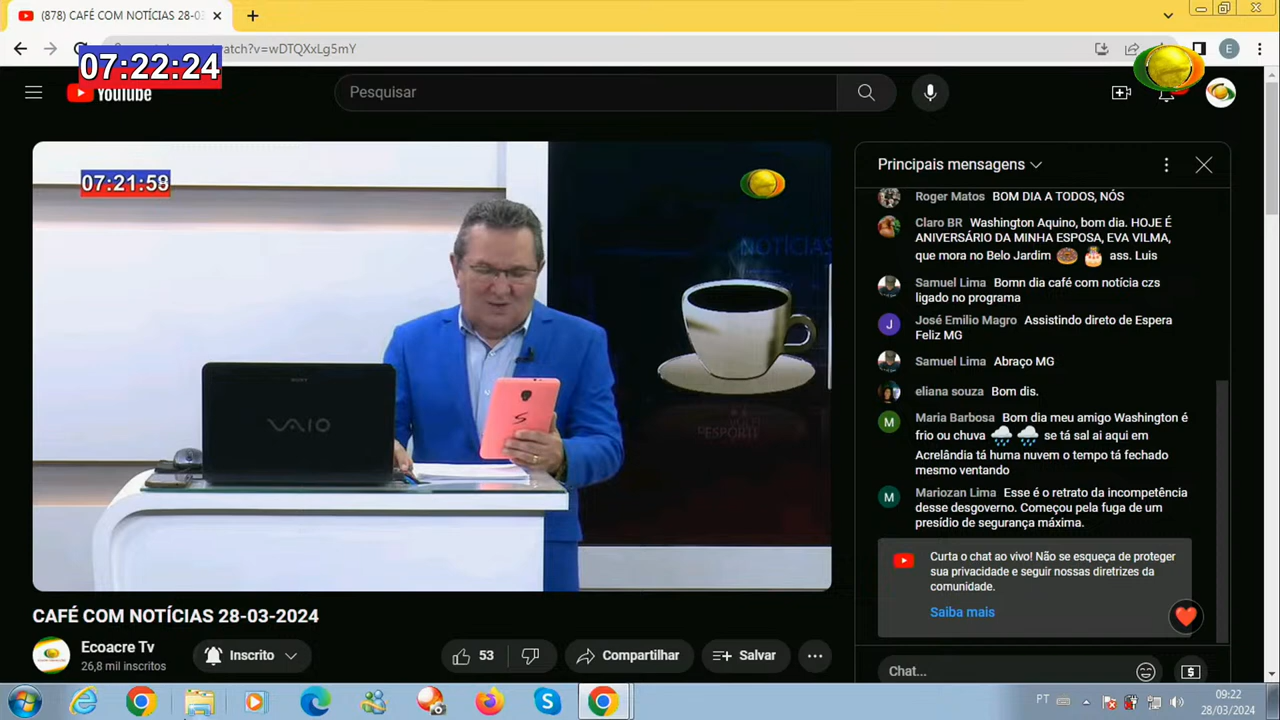 (878) CAFÉ COM NOTÍCIAS 28-03
atch?v=wDTQXxLg5mY
E
07:22:24
YouTube
Pesquisar
07:21:58
NOTÍCIAS
SONY
VAIO
S
ESPORTE
Principais mensagens
Roger Matos BOM DIA A TODOS, NÓS
Claro BR Washington Aquino, bom dia. HOJE É
ANIVERSÁRIO DA MINHA ESPOSA, EVA VILMA,
que mora no Belo Jardim ass. Luis
Samuel Lima Bomn dia café com notícia czs
ligado no programa
J José Emilio Magro Assistindo direto de Espera
Feliz MG
Samuel Lima Abraço MG
eliana souza Bom dis.
M Maria Barbosa Bom dia meu amigo Washington é
frio ou chuva 🌧 🌧 se tá sal ai aqui em
Acrelândia tá huma nuvem o tempo tá fechado
mesmo ventando
M Mariozan Lima Esse é o retrato da incompetência
desse desgoverno. Começou pela fuga de um
presídio de segurança máxima.
Curta o chat ao vivo! Não se esqueça de proteger
sua privacidade e seguir nossas diretrizes da
comunidade.
Saiba mais
Chat...
CAFÉ COM NOTÍCIAS 28-03-2024
Ecoacre Tv
26,8 mil inscritos
Inscrito
53
Compartilhar
Salvar
PT
09:22
28/03/2024